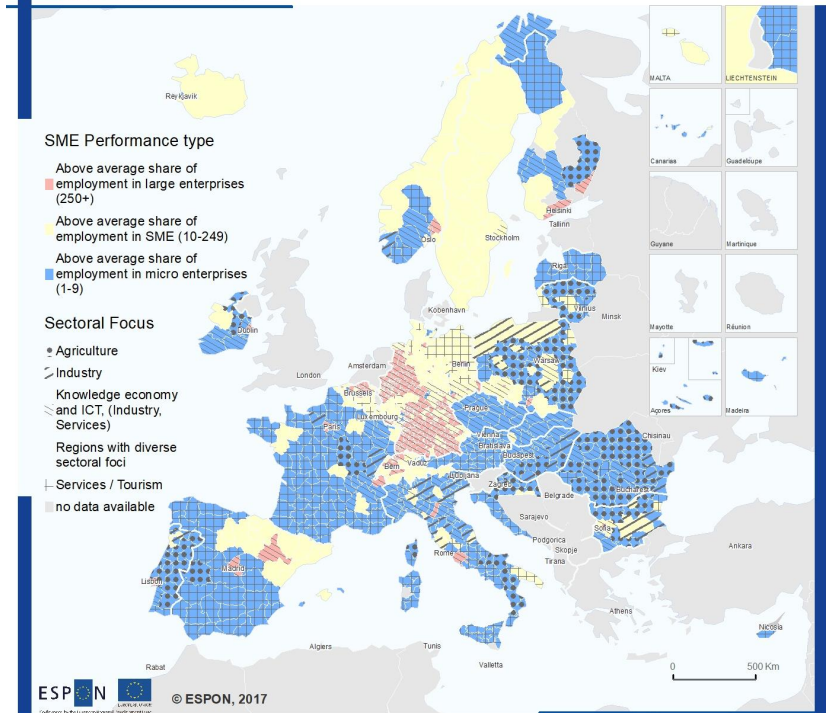 MALTA
LIECHTENSTEIN
Reykjavik
SME Performance type
Above average share of
employment in large enterprises
(250+)
Above average share of
employment in SME (10-249)
Above average share of
employment in micro enterprises
(1-9)
Canarias
Guadeloupe
Helsinki
Tallinn
Oslo
Stockholm
Guyane
Martinique
Riga
Sectoral Focus
Vilnius
Minsk
Kobenhavn
Dublin
Mayotte
Réunion
Agriculture
Industry
Amsterdam
Berlin
Warsaw
London
Kiev
Knowledge economy
and ICT, (Industry,
Services)
Brussels
Luxembourg
Prague
Açores
Madeira
Paris
Vienna
Bratislava
Chisinau
Regions with diverse
sectoral foci
Bern
Vaduz
Budapest
Services / Tourism
Ljubljana
Zagreb
Bucharest
no data available
Belgrade
Sarajevo
Sofia
Podgorica
Skopje
Ankara
Rome
Tirana
Madrid
Lisbon
Athens
Nicosia
Algiers
Tunis
Valletta
Rabat
0
500 Km
ESPON
© ESPON, 2017